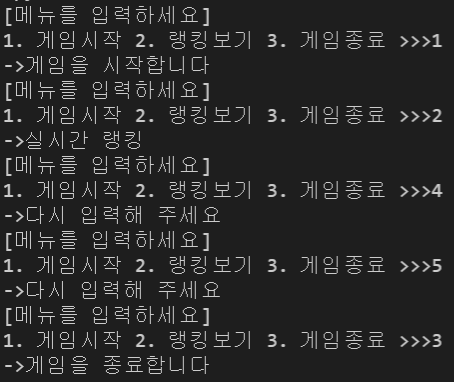 [메뉴를 입력하세요]
1. 게임시작 2. 랭킹보기 3. 게임종료 >>>1
->게임을 시작합니다
[메뉴를 입력하세요]
1. 게임시작 2. 랭킹보기 3. 게임종료 >>>2
->실시간 랭킹
[메뉴를 입력하세요]
1. 게임시작 2. 랭킹보기 3. 게임종료 >>>4
->다시 입력해 주세요
[메뉴를 입력하세요]
1. 게임시작 2. 랭킹보기 3. 게임종료 >>>5
->다시 입력해 주세요
[메뉴를 입력하세요]
1. 게임시작 2. 랭킹보기 3. 게임종료 >>>3
->게임을 종료합니다